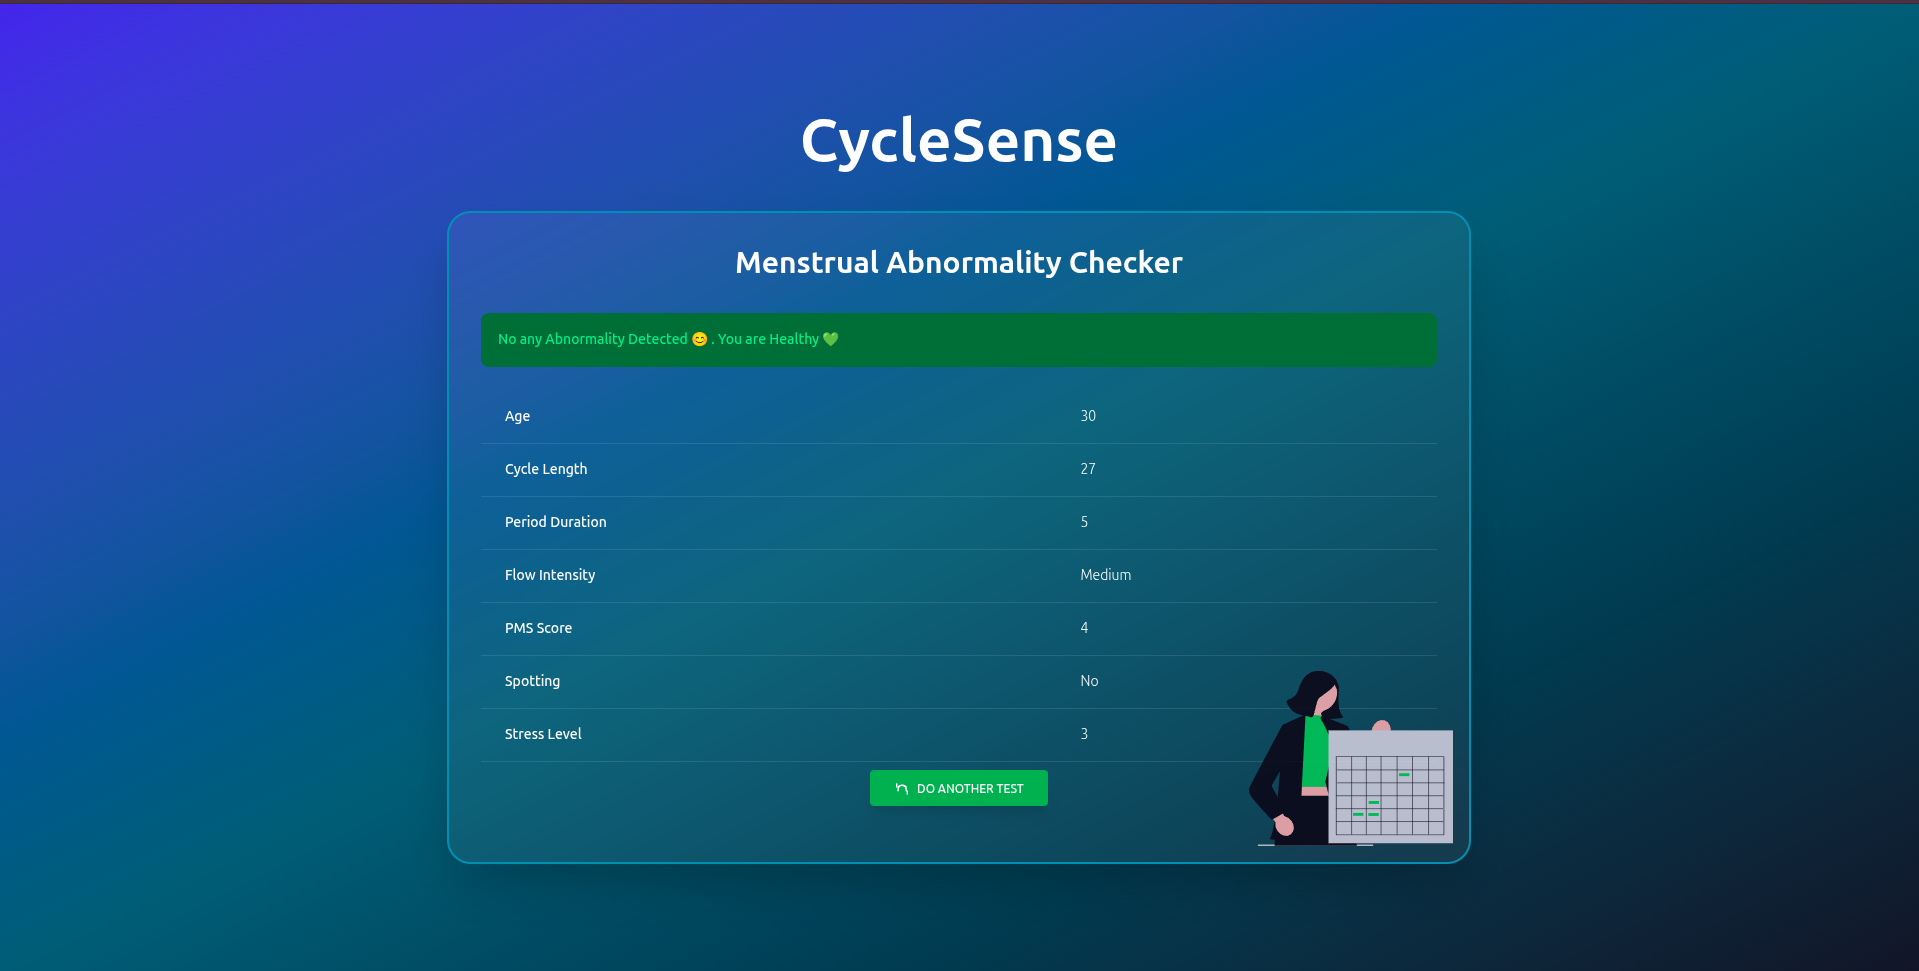 CycleSense
Menstrual Abnormality Checker
No any Abnormality Detected 😊 . You are Healthy 💚
Age 30
Cycle Length 27
Period Duration 5
Flow Intensity Medium
PMS Score 4
Spotting No
Stress Level 3
DO ANOTHER TEST